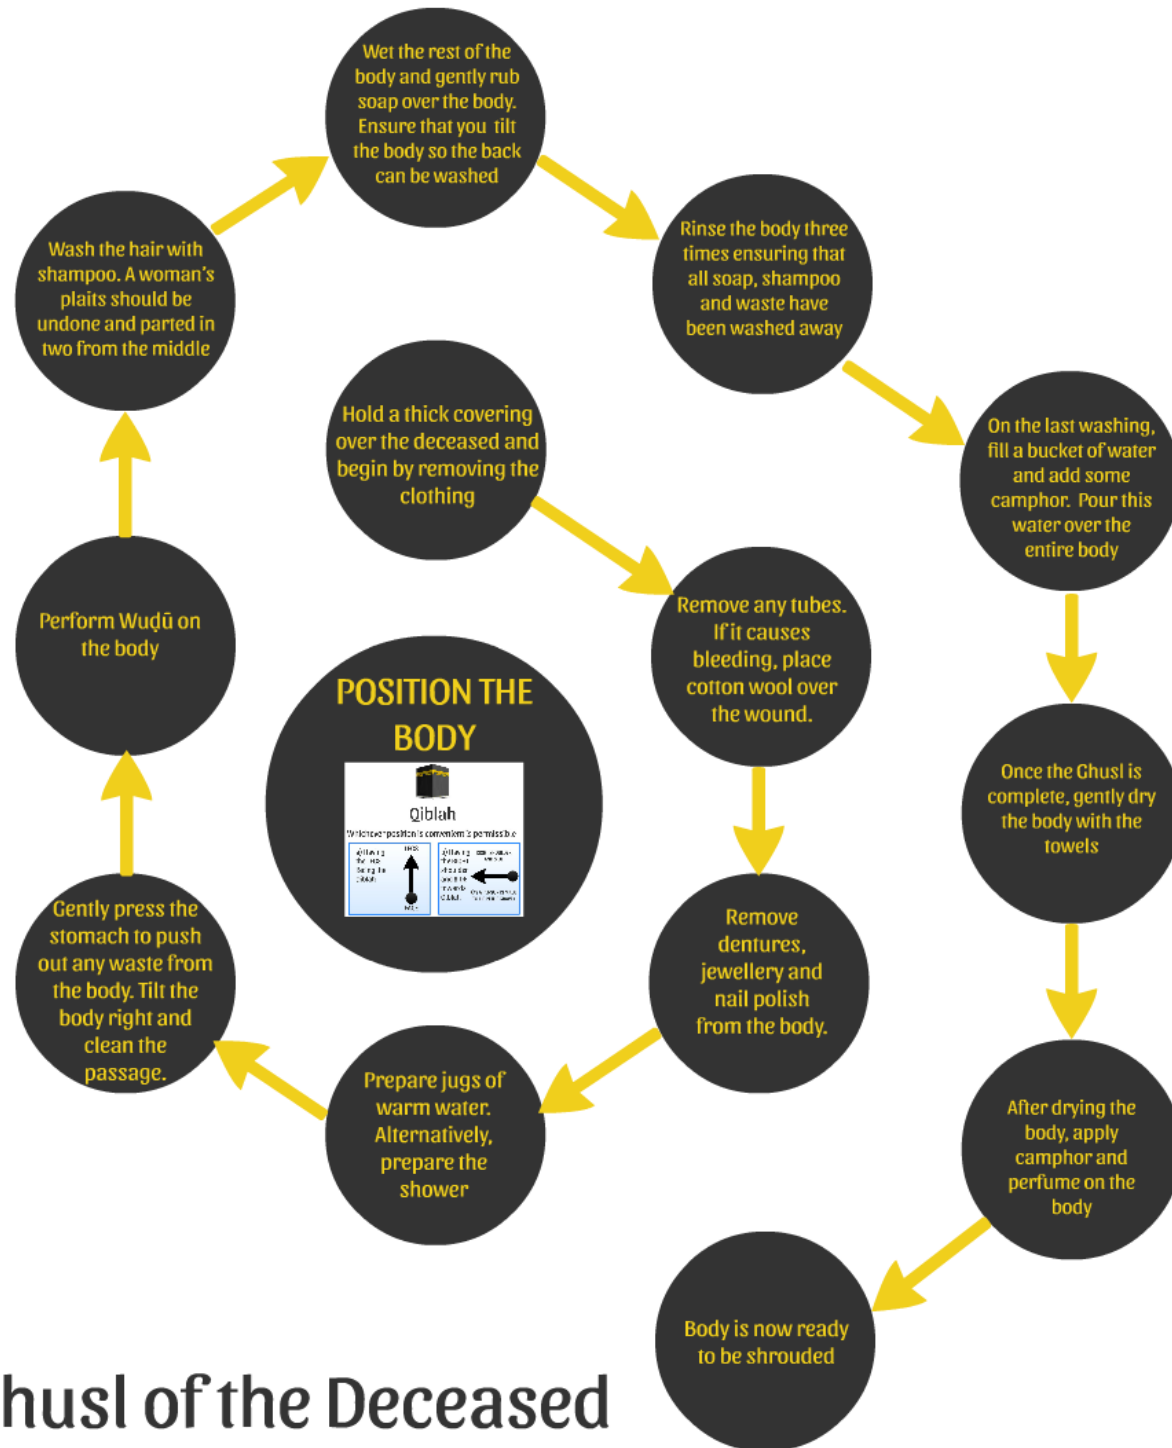 POSITION THE
BODY
Qiblah
Whichever position is convenient is permissible
Hold a thick covering
over the deceased and
begin by removing the
clothing
Remove any tubes.
If it causes
bleeding, place
cotton wool over
the wound.
Remove
dentures,
jewellery and
nail polish
from the body.
Prepare jugs of
warm water.
Alternatively,
prepare the
shower
Gently press the
stomach to push
out any waste from
the body. Tilt the
body right and
clean the
passage.
Perform Wuḍū on
the body
Wash the hair with
shampoo. A woman's
plaits should be
undone and parted in
two from the middle
Wet the rest of the
body and gently rub
soap over the body.
Ensure that you tilt
the body so the back
can be washed
Rinse the body three
times ensuring that
all soap, shampoo
and waste have
been washed away
On the last washing,
fill a bucket of water
and add some
camphor. Pour this
water over the
entire body
Once the Ghusl is
complete, gently dry
the body with the
towels
After drying the
body, apply
camphor and
perfume on the
body
Body is now ready
to be shrouded
husl of the Deceased